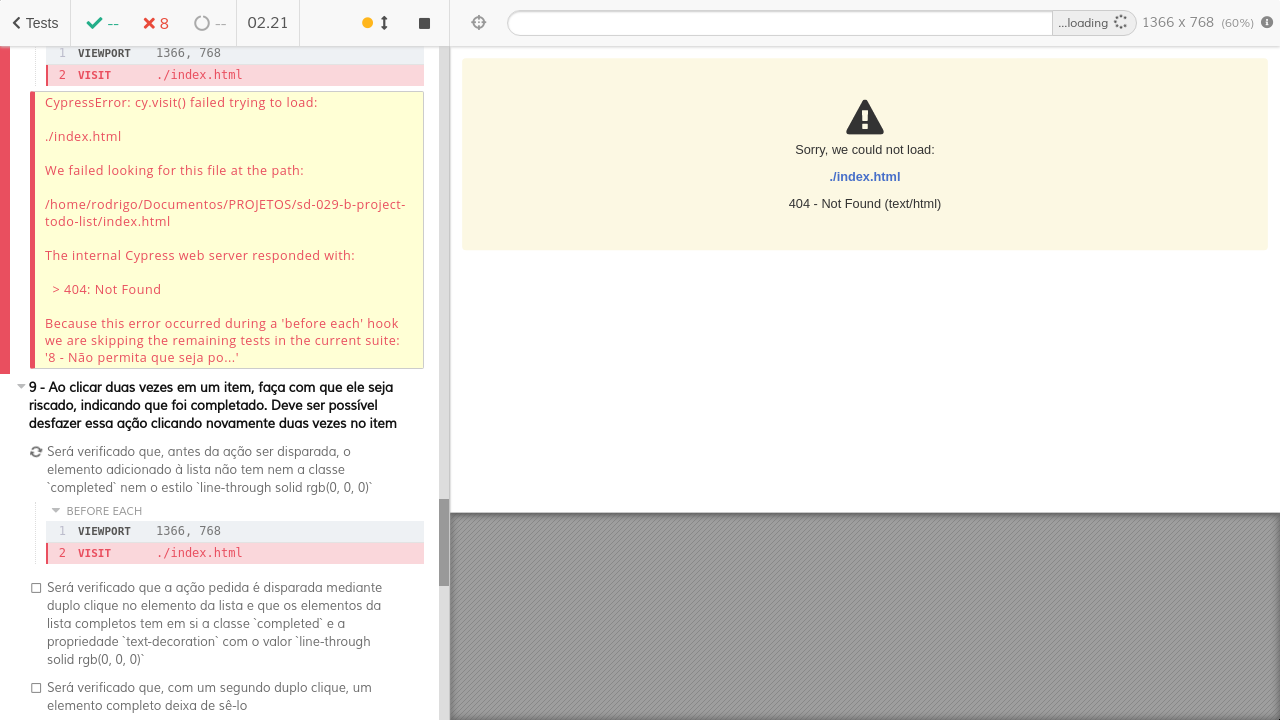 Tests
--
8
--
02.21
...loading
1366 x 768 (60%)
1 VIEWPORT 1366, 768
2 VISIT ./index.html
CypressError: cy.visit() failed trying to load:
./index.html
We failed looking for this file at the path:
/home/rodrigo/Documentos/PROJETOS/sd-029-b-project-
todo-list/index.html
The internal Cypress web server responded with:
> 404: Not Found
Because this error occurred during a 'before each' hook
we are skipping the remaining tests in the current suite:
'8 - Não permita que seja po...'
9 - Ao clicar duas vezes em um item, faça com que ele seja
riscado, indicando que foi completado. Deve ser possível
desfazer essa ação clicando novamente duas vezes no item
Será verificado que, antes da ação ser disparada, o
elemento adicionado à lista não tem nem a classe
`completed` nem o estilo `line-through solid rgb(0, 0, 0)`
BEFORE EACH
1 VIEWPORT 1366, 768
2 VISIT ./index.html
Será verificado que a ação pedida é disparada mediante
duplo clique no elemento da lista e que os elementos da
lista completos tem em si a classe `completed` e a
propriedade `text-decoration` com o valor `line-through
solid rgb(0, 0, 0)`
Será verificado que, com um segundo duplo clique, um
elemento completo deixa de sê-lo
Sorry, we could not load:
./index.html
404 - Not Found (text/html)